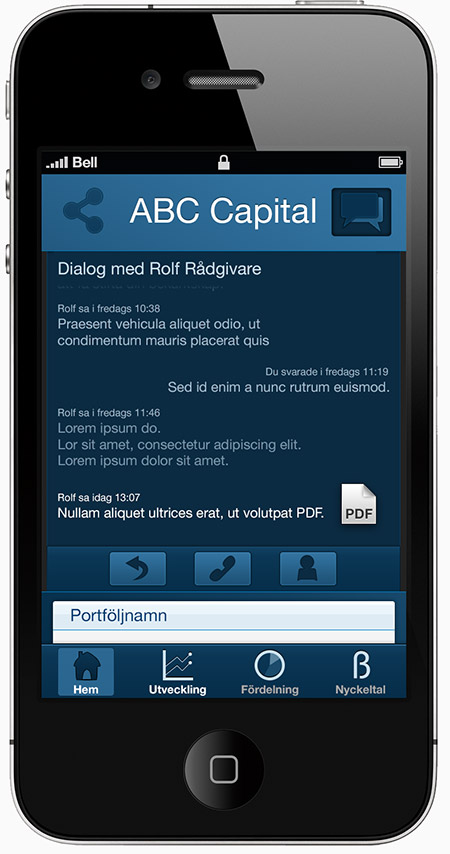 Bell
ABC Capital
Dialog med Rolf Rådgivare
Rolf sa i fredags 10:38
Praesent vehicula aliquet odio, ut
condimentum mauris placerat quis
Du svarade i fredags 11:19
Sed id enim a nunc rutrum euismod.
Rolf sa i fredags 11:46
Lorem ipsum do.
Lor sit amet, consectetur adipiscing elit.
Lorem ipsum dolor sit amet.
Rolf sa idag 13:07
Nullam aliquet ultrices erat, ut volutpat PDF.
PDF
Portföljnamn
Hem
Utveckling
Fördelning
β
Nyckeltal